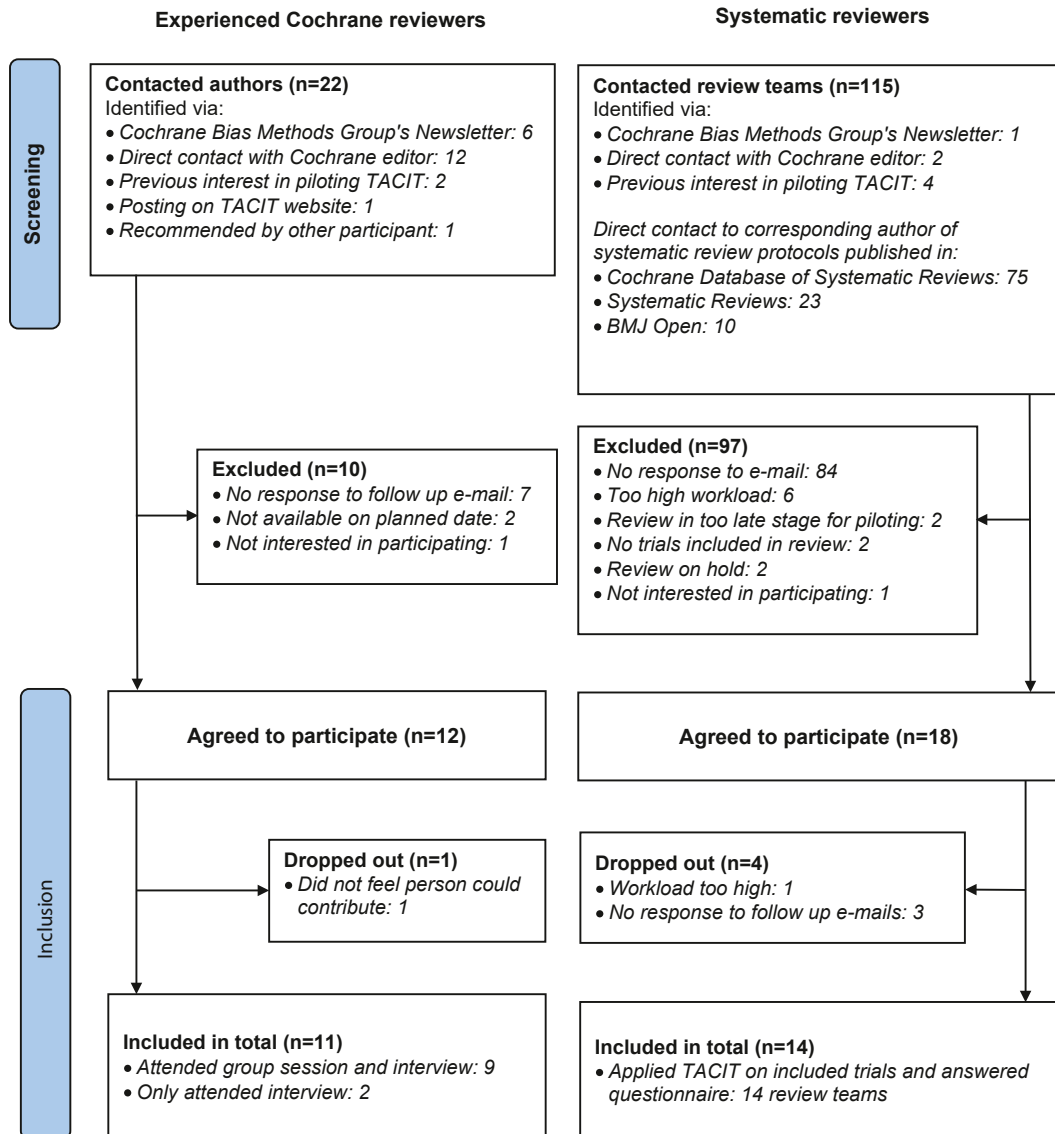 Experienced Cochrane reviewers
Systematic reviewers
Screening
Contacted authors (n=22)
Identified via:
• Cochrane Bias Methods Group's Newsletter: 6
• Direct contact with Cochrane editor: 12
• Previous interest in piloting TACIT: 2
• Posting on TACIT website: 1
• Recommended by other participant: 1
Contacted review teams (n=115)
Identified via:
• Cochrane Bias Methods Group's Newsletter: 1
• Direct contact with Cochrane editor: 2
• Previous interest in piloting TACIT: 4
Direct contact to corresponding author of
systematic review protocols published in:
• Cochrane Database of Systematic Reviews: 75
• Systematic Reviews: 23
• BMJ Open: 10
Excluded (n=10)
• No response to follow up e-mail: 7
• Not available on planned date: 2
• Not interested in participating: 1
Excluded (n=97)
• No response to e-mail: 84
• Too high workload: 6
• Review in too late stage for piloting: 2
• No trials included in review: 2
• Review on hold: 2
• Not interested in participating: 1
Inclusion
Agreed to participate (n=12)
Agreed to participate (n=18)
Dropped out (n=1)
• Did not feel person could
contribute: 1
Dropped out (n=4)
• Workload too high: 1
• No response to follow up e-mails: 3
Included in total (n=11)
• Attended group session and interview: 9
• Only attended interview: 2
Included in total (n=14)
• Applied TACIT on included trials and answered
questionnaire: 14 review teams